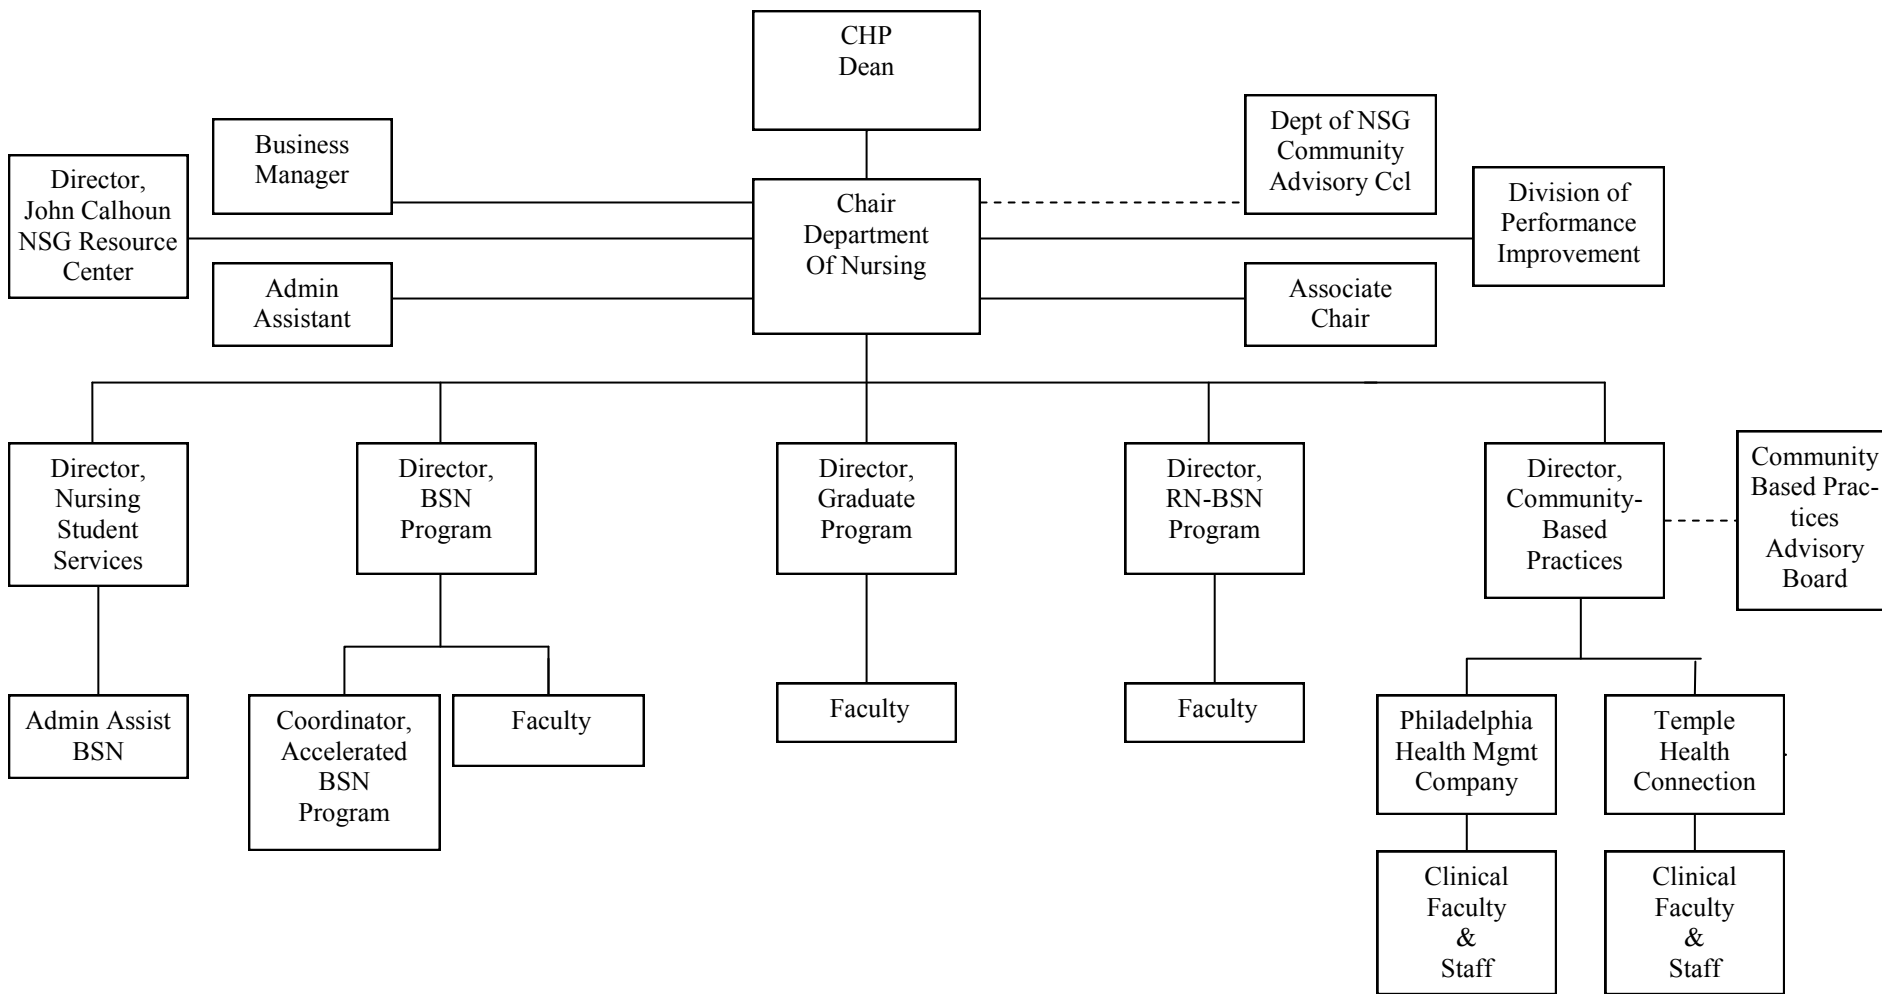 CHP
Dean
Business
Manager
Dept of NSG
Community
Advisory Ccl
Director,
John Calhoun
NSG Resource
Center
Chair
Department
Of Nursing
Division of
Performance
Improvement
Admin
Assistant
Associate
Chair
Director,
Nursing
Student
Services
Director,
BSN
Program
Director,
Graduate
Program
Director,
RN-BSN
Program
Director,
Community-
Based
Practices
Community
Based Prac-
tices
Advisory
Board
Admin Assist
BSN
Coordinator,
Accelerated
BSN
Program
Faculty
Faculty
Faculty
Philadelphia
Health Mgmt
Company
Temple
Health
Connection
Clinical
Faculty
&
Staff
Clinical
Faculty
&
Staff